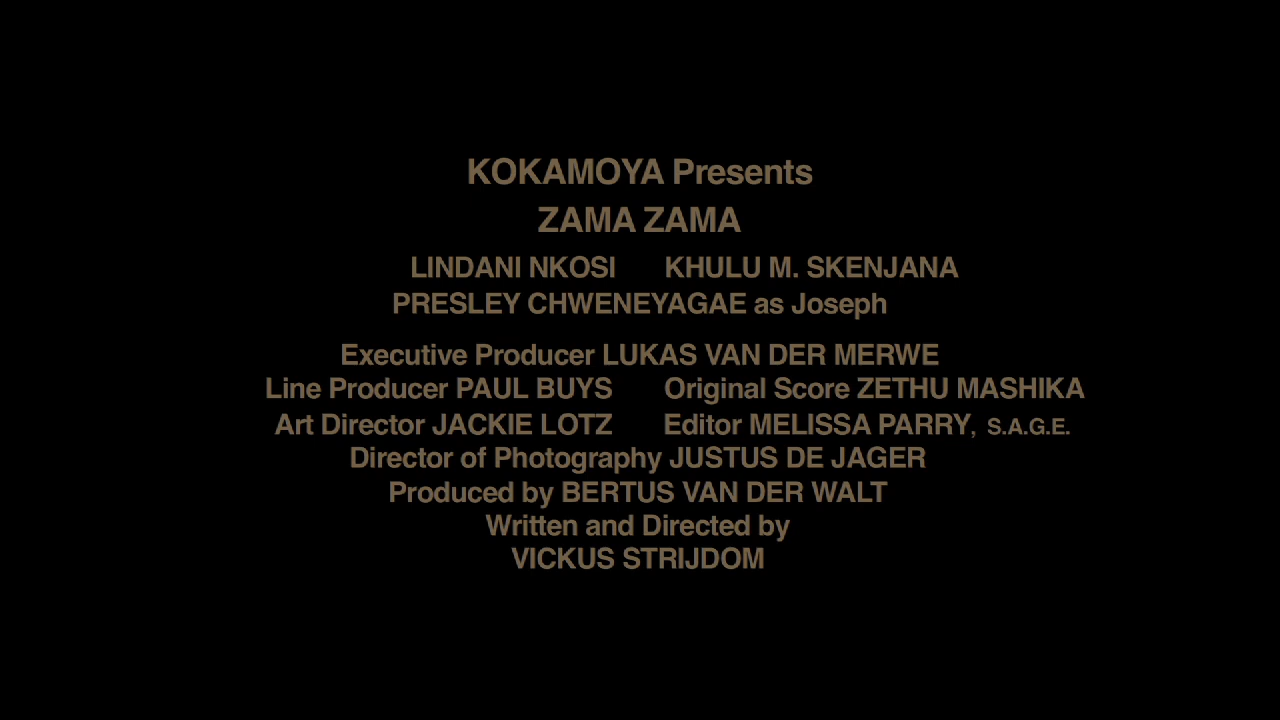 KOKAMOYA Presents
ZAMA ZAMA
LINDANI NKOSI KHULU M. SKENJANA
PRESLEY CHWENEYAGAE as Joseph
Executive Producer LUKAS VAN DER MERWE
Line Producer PAUL BUYS Original Score ZETHU MASHIKA
Art Director JACKIE LOTZ Editor MELISSA PARRY, S.A.G.E.
Director of Photography JUSTUS DE JAGER
Produced by BERTUS VAN DER WALT
Written and Directed by
VICKUS STRIJDOM